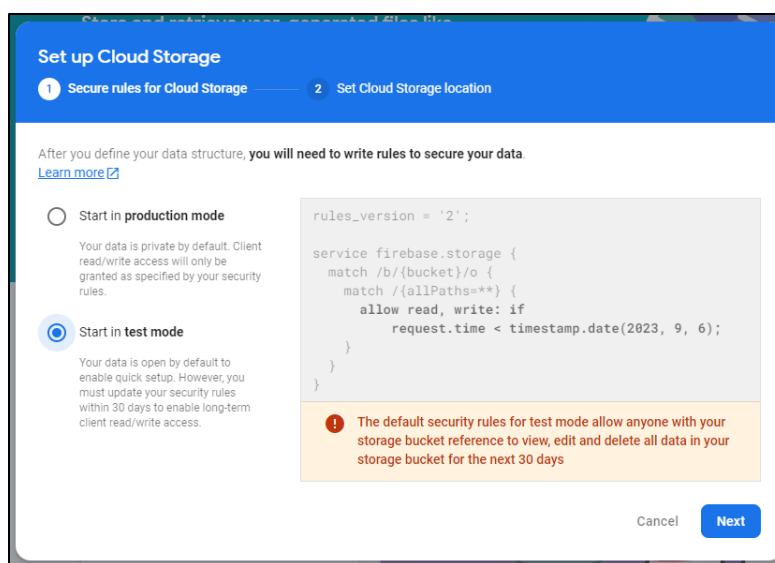 Store and retrieve user-generated files like
Set up Cloud Storage
1 Secure rules for Cloud Storage
2 Set Cloud Storage location
After you define your data structure, you will need to write rules to secure your data.
Learn more
Start in production mode
Your data is private by default. Client
read/write access will only be
granted as specified by your security
rules.
Start in test mode
Your data is open by default to
enable quick setup. However, you
must update your security rules
within 30 days to enable long-term
client read/write access.
rules_version = '2';
service firebase.storage {
match /b/{bucket}/o {
match /{allPaths=**} {
allow read, write: if
request.time < timestamp.date(2023, 9, 6);
}
}
}
! The default security rules for test mode allow anyone with your
storage bucket reference to view, edit and delete all data in your
storage bucket for the next 30 days
Cancel
Next